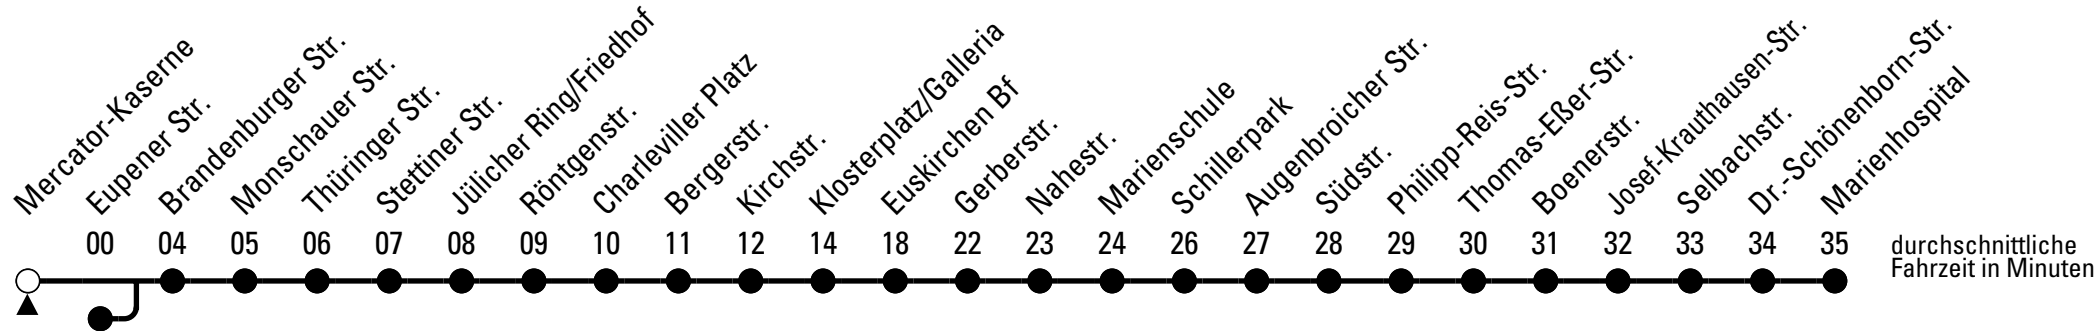 Mercator-Kaserne
Eupener Str.
Brandenburger Str.
Monschauer Str.
Thüringer Str.
Stettiner Str.
Jülicher Ring/Friedhof
Röntgenstr.
Charleviller Platz
Bergerstr.
Kirchstr.
Klosterplatz/Galleria
Euskirchen Bf
Gerberstr.
Nahestr.
Marienschule
Schillerpark
Augenbroicher Str.
Südstr.
Philipp-Reis-Str.
Thomas-Eßer-Str.
Boenerstr.
Josef-Krauthausen-Str.
Selbachstr.
Dr.-Schönenborn-Str.
Marienhospital
00 04 05 06 07 08 09 10 11 12 14 18 22 23 24 26 27 28 29 30 31 32 33 34 35
durchschnittliche
Fahrzeit in Minuten